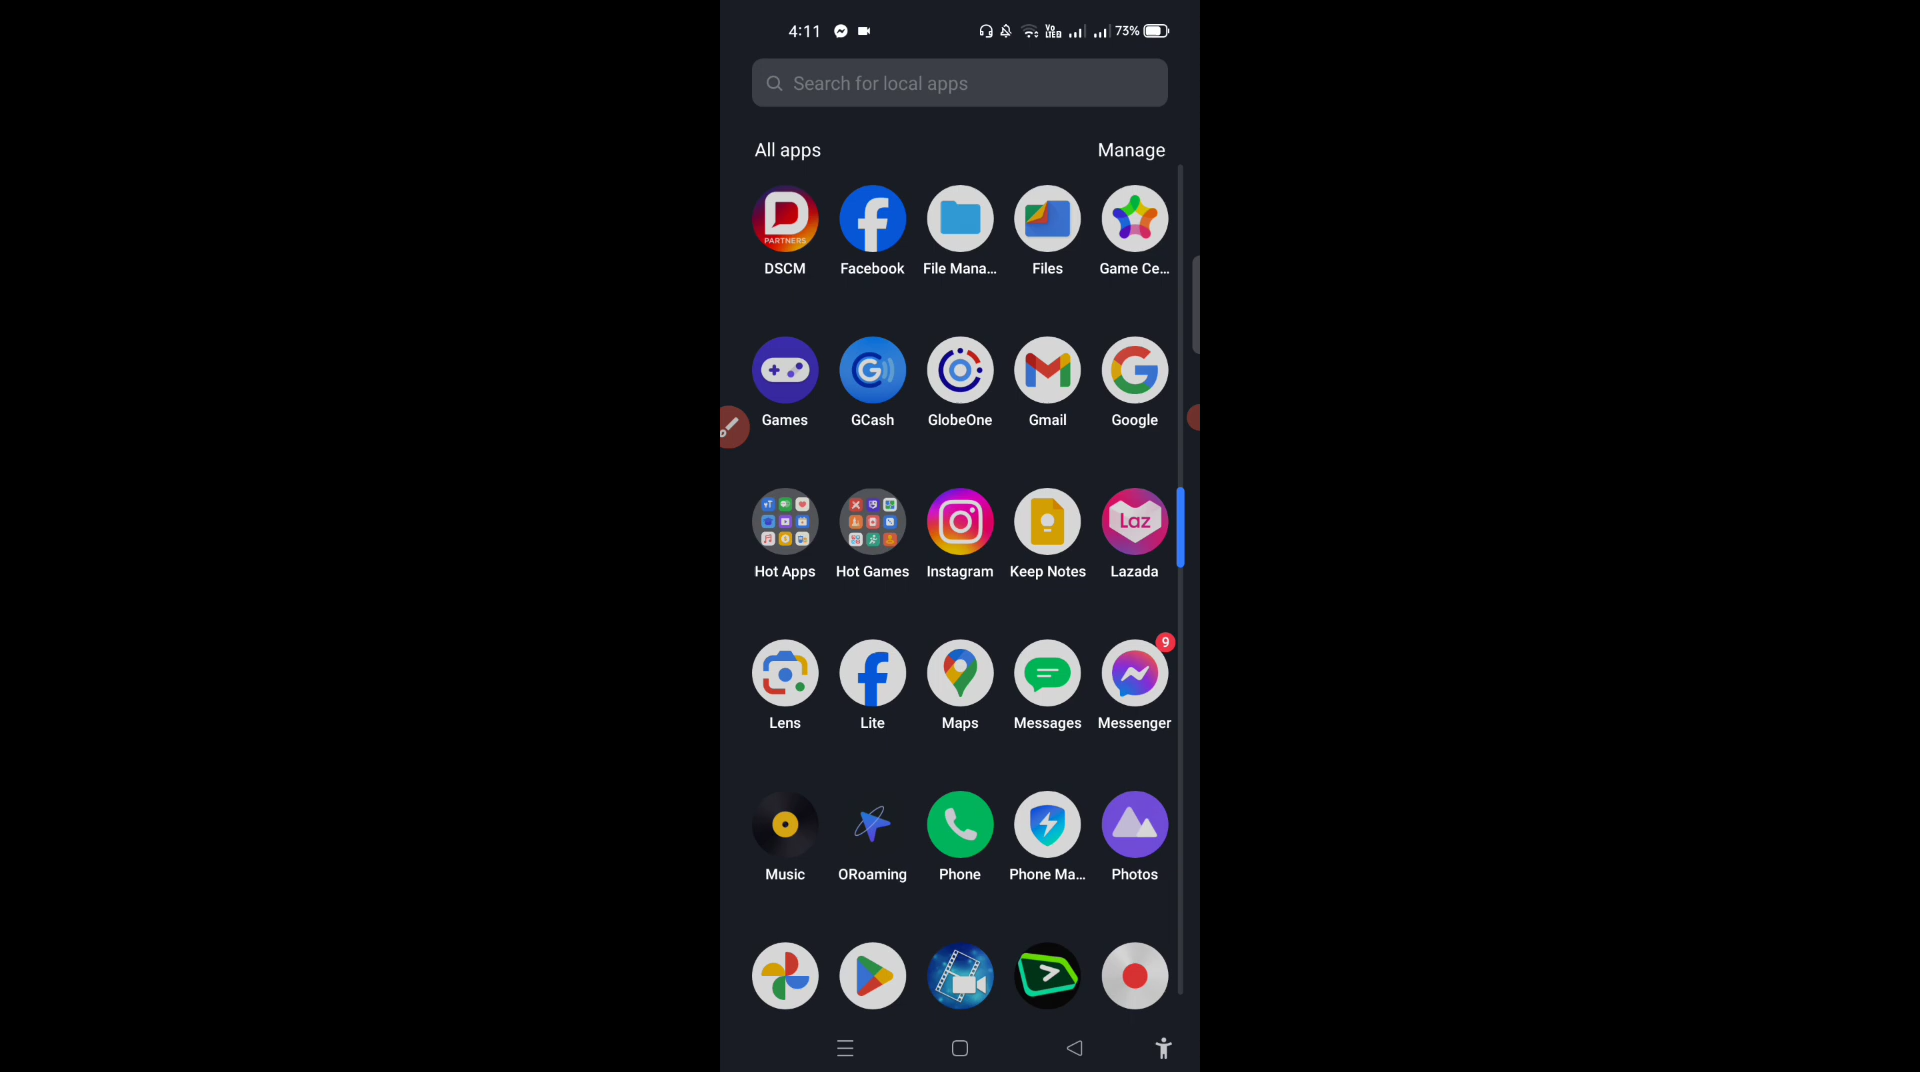 4:11 Vo LTE2 73%
Search for local apps
All apps Manage
PARTNERS
DSCM Facebook File Mana... Files Game Ce...
Games GCash GlobeOne Gmail Google
Laz
Hot Apps Hot Games Instagram Keep Notes Lazada
9
Lens Lite Maps Messages Messenger
Music ORoaming Phone Phone Ma... Photos